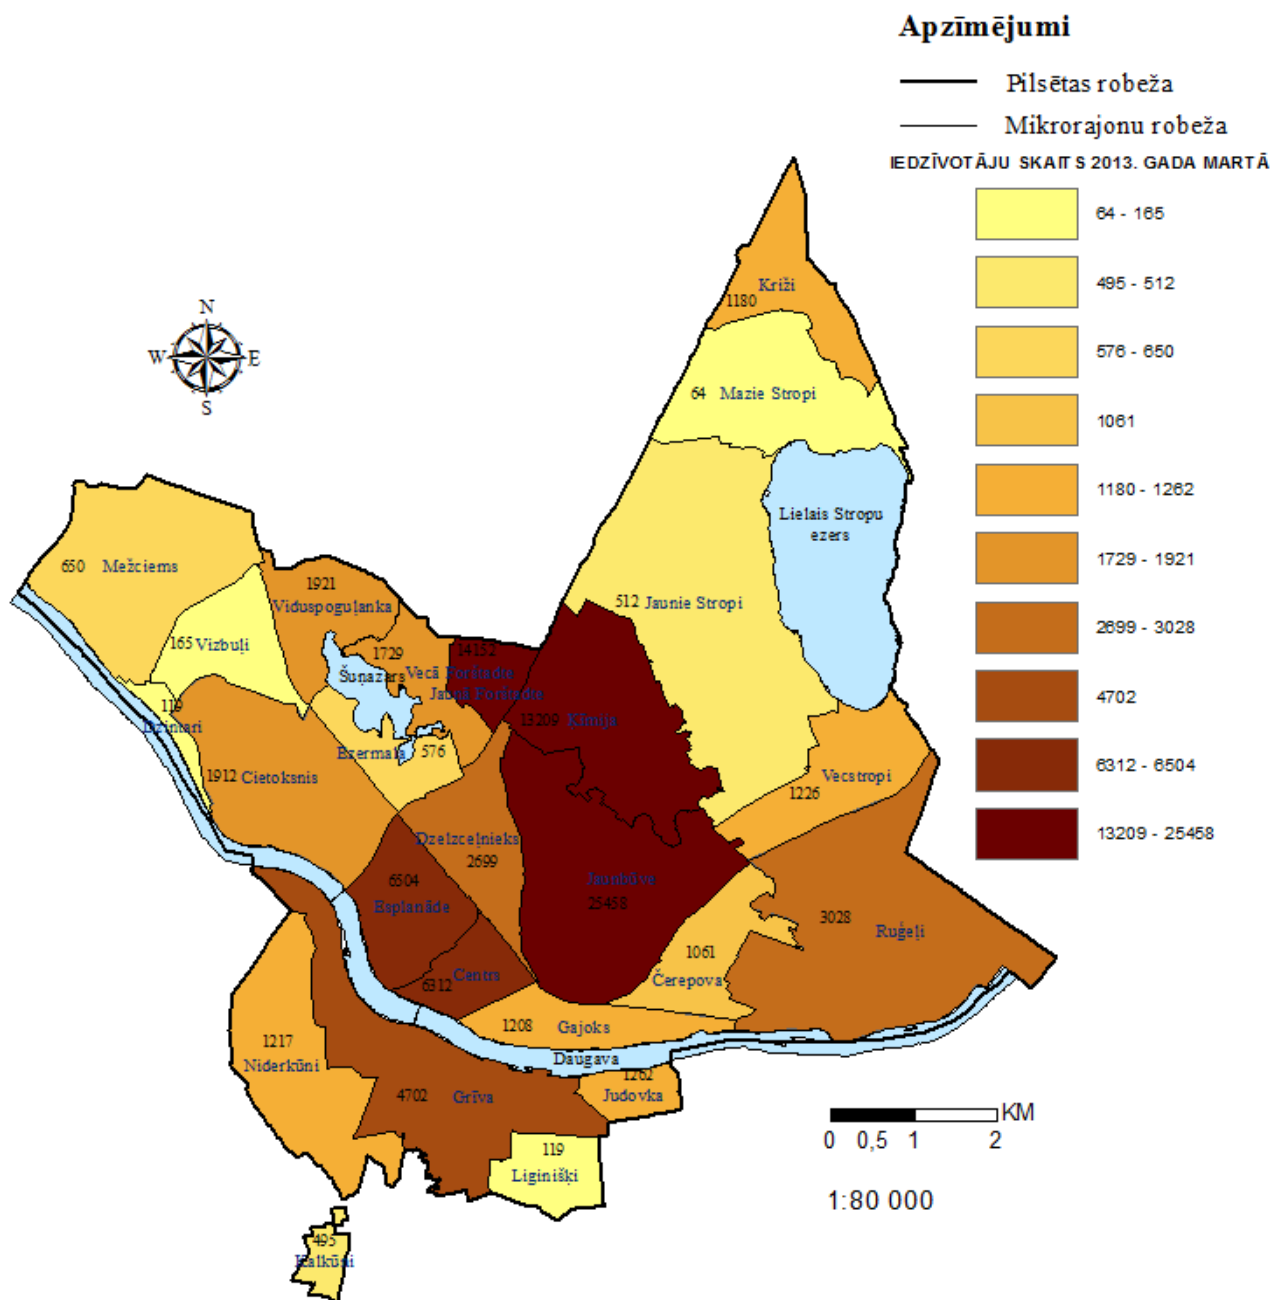 Apzīmējumi
Pilsētas robeža
Mikrorajonu robeža
IEDZĪVOTĀJU SKAITS 2013. GADA MARTĀ
64 - 165
495 - 512
576 - 650
1061
1180 - 1262
1729 - 1921
2699 - 3028
4702
6312 - 6504
13209 - 25458
N
W E
S
Križi
1180
64 Mazie Stropi
Lielais Stropu
ezers
650 Mežciems
1921
Viduspoguļanka
512 Jaunie Stropi
165 Vizbuļi
1729
14152
Vecā Forštadte
Šuņazars
Jaunā Forštadte
119
Dzintari
13209 Ķīmija
Ezermala 576
1912 Cietoksnis
Vecstropi
1226
Dzelzceļnieks
2699
6504
Esplanāde
Jaunbūve
25458
3028 Ruģeļi
1061
Čerepova
6312 Centrs
1208 Gajoks
Daugava
1217
Niderkūni
1262
Judovka
4702 Grīva
119
Liginišķi
495
Kalkūni
KM
0 0,5 1 2
1:80 000